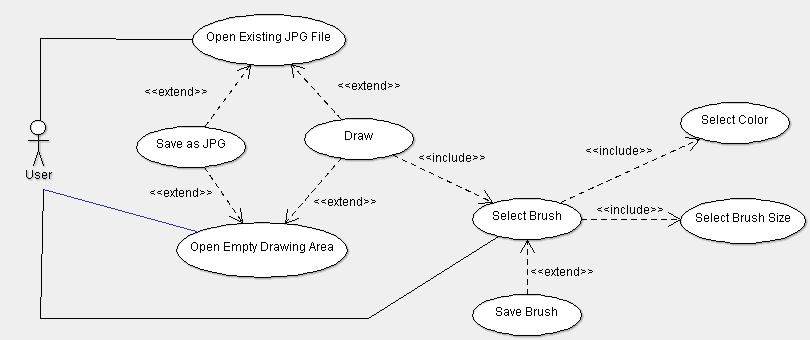 Open Existing JPG File
<<extend>>
<<extend>>
Save as JPG
Draw
Select Color
<<include>>
<<include>>
User
<<extend>>
<<extend>>
<<include>>
Select Brush
Select Brush Size
Open Empty Drawing Area
<<extend>>
Save Brush